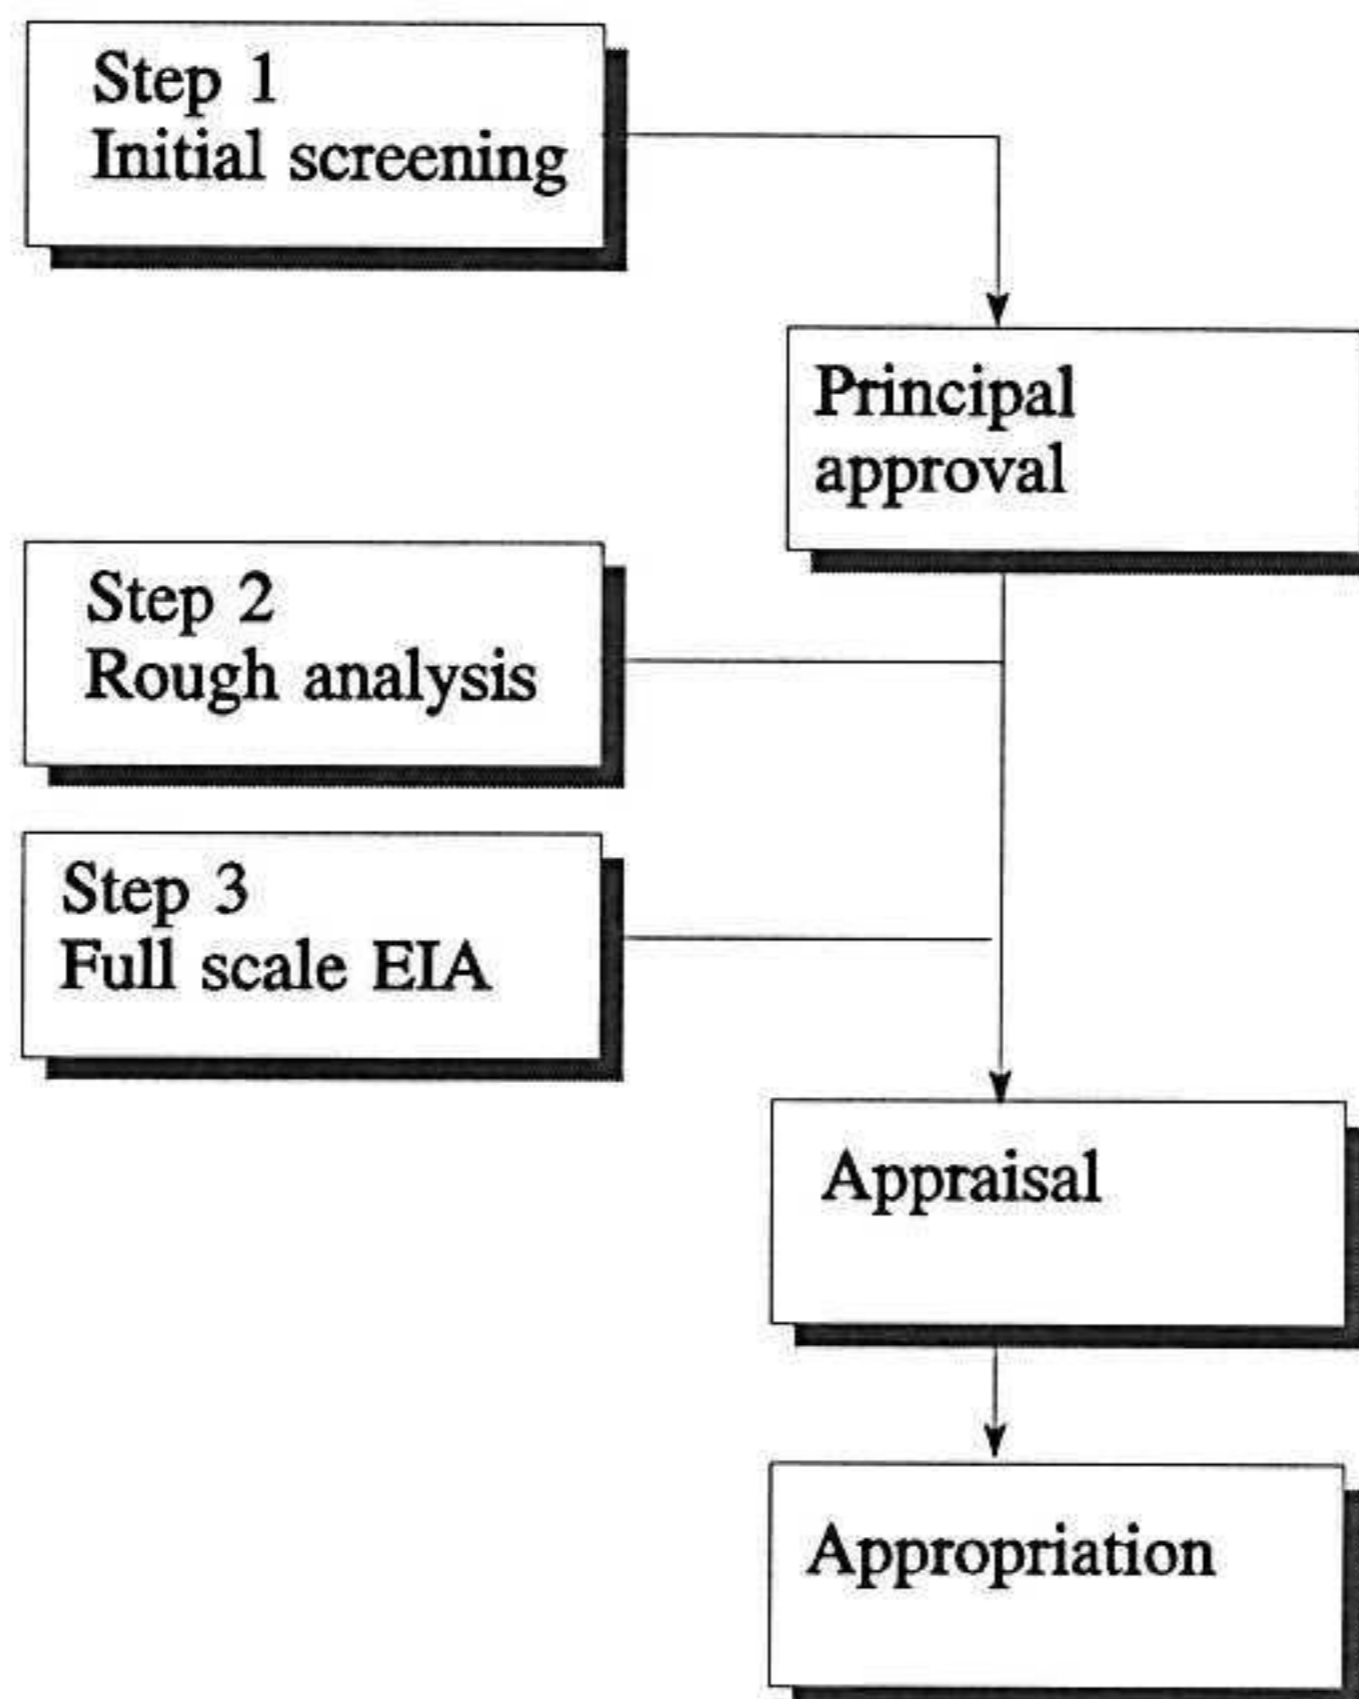 Step 1
Initial screening
Principal
approval
Step 2
Rough analysis
Step 3
Full scale EIA
Appraisal
Appropriation